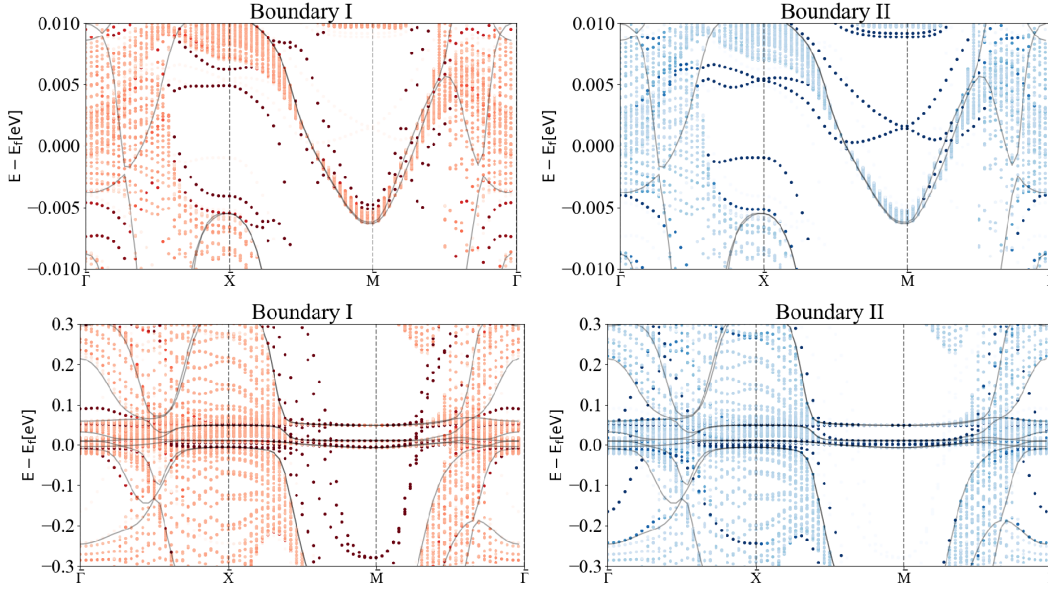 Boundary I
Boundary II
0.010
0.005
0.000
−0.005
−0.010
E − E_f[eV]
Γ̄
X̄
M̄
Γ̄
0.010
0.005
0.000
−0.005
−0.010
E − E_f[eV]
Γ̄
X̄
M̄
Boundary I
Boundary II
0.3
0.2
0.1
0.0
−0.1
−0.2
−0.3
E − E_f[eV]
Γ̄
X̄
M̄
Γ̄
0.3
0.2
0.1
0.0
−0.1
−0.2
−0.3
E − E_f[eV]
Γ̄
X̄
M̄